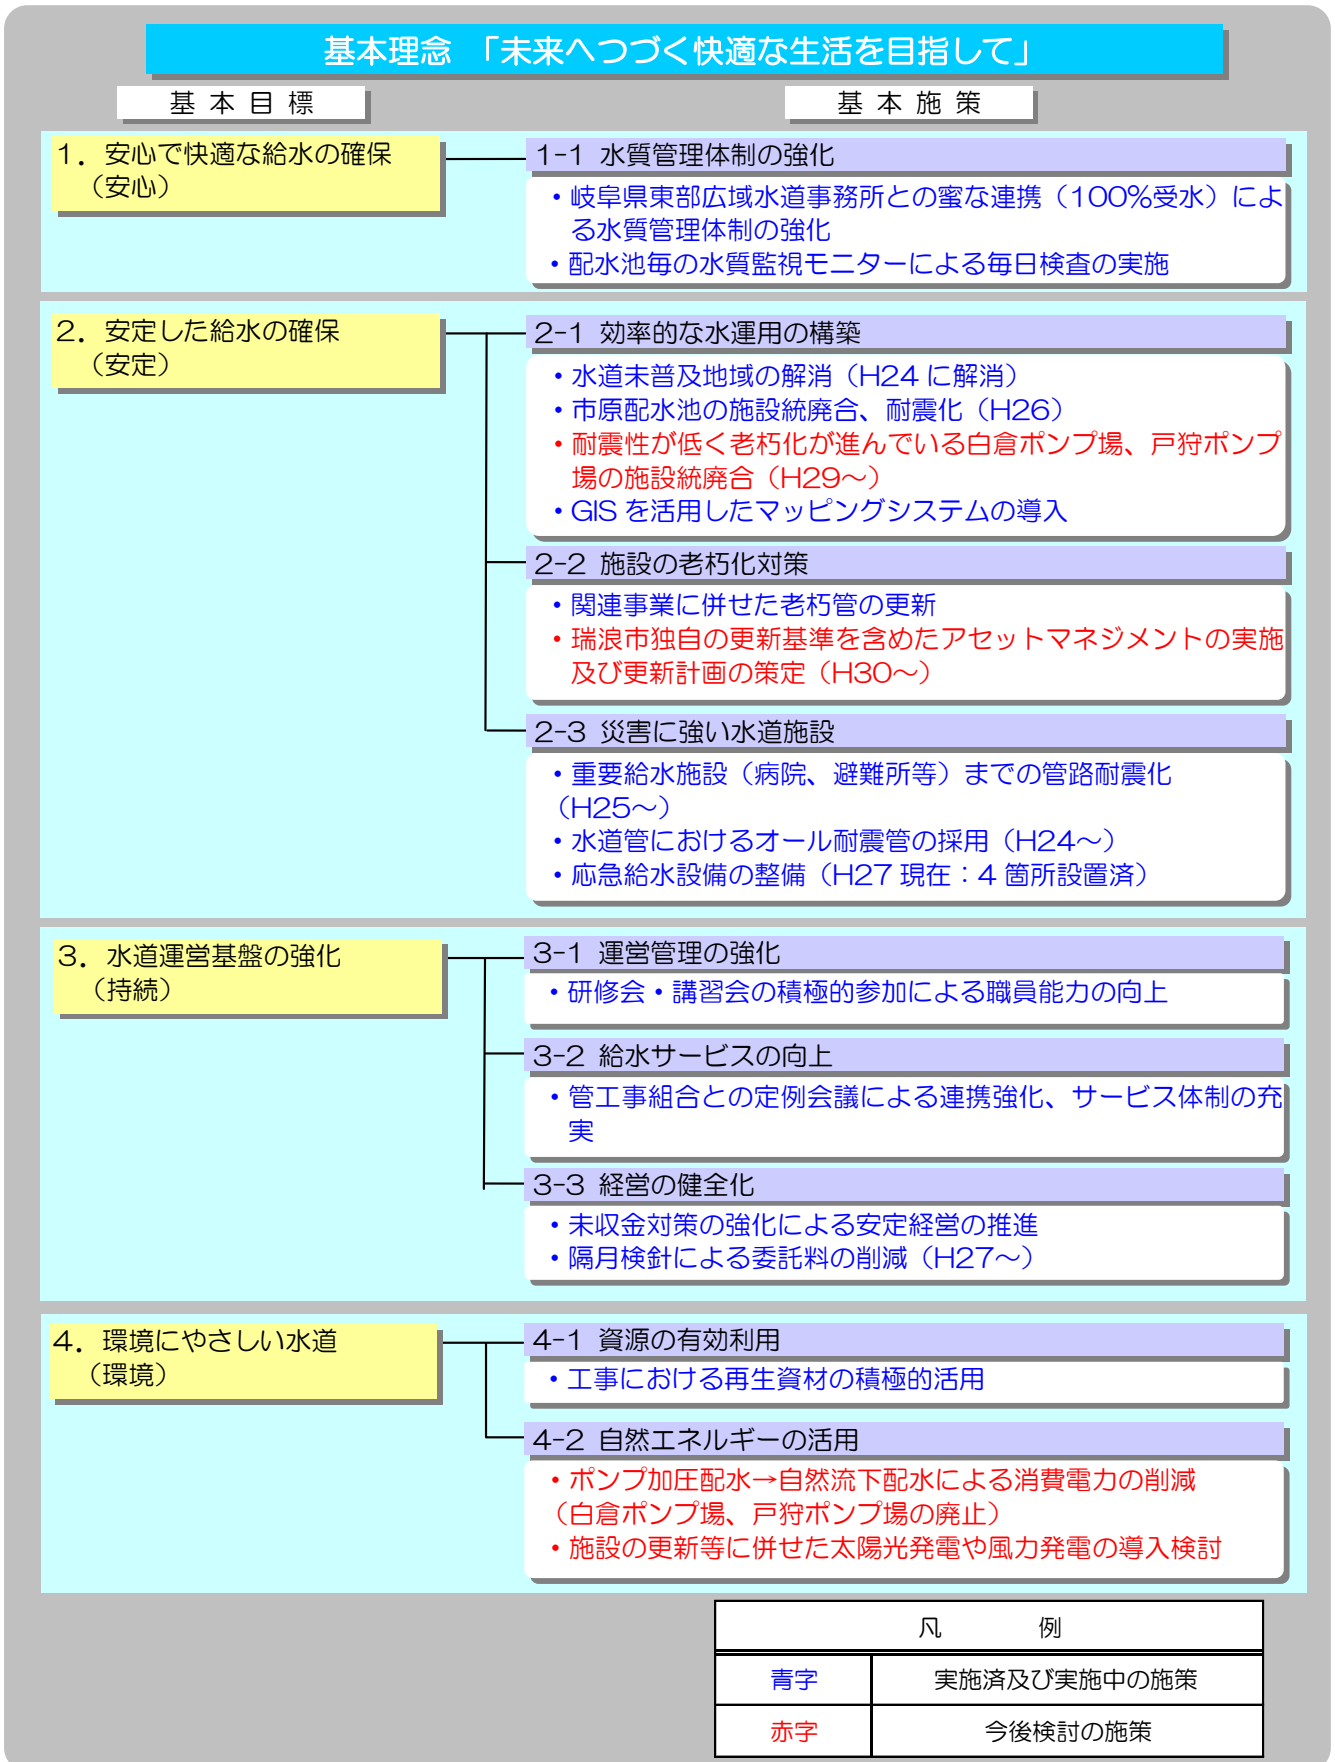 基本理念 「未来へつづく快適な生活を目指して」
基本目標
基本施策
1．安心で快適な給水の確保
（安心）
1-1 水質管理体制の強化
・岐阜県東部広域水道事務所との蜜な連携（100%受水）によ
る水質管理体制の強化
・配水池毎の水質監視モニターによる毎日検査の実施
2．安定した給水の確保
（安定）
2-1 効率的な水運用の構築
・水道未普及地域の解消（H24 に解消）
・市原配水池の施設統廃合、耐震化（H26）
・耐震性が低く老朽化が進んでいる白倉ポンプ場、戸狩ポンプ
場の施設統廃合（H29～）
・GIS を活用したマッピングシステムの導入
2-2 施設の老朽化対策
・関連事業に併せた老朽管の更新
・瑞浪市独自の更新基準を含めたアセットマネジメントの実施
及び更新計画の策定（H30～）
2-3 災害に強い水道施設
・重要給水施設（病院、避難所等）までの管路耐震化
（H25～）
・水道管におけるオール耐震管の採用（H24～）
・応急給水設備の整備（H27 現在：4 箇所設置済）
3．水道運営基盤の強化
（持続）
3-1 運営管理の強化
・研修会・講習会の積極的参加による職員能力の向上
3-2 給水サービスの向上
・管工事組合との定例会議による連携強化、サービス体制の充
実
3-3 経営の健全化
・未収金対策の強化による安定経営の推進
・隔月検針による委託料の削減（H27～）
4．環境にやさしい水道
（環境）
4-1 資源の有効利用
・工事における再生資材の積極的活用
4-2 自然エネルギーの活用
・ポンプ加圧配水→自然流下配水による消費電力の削減
（白倉ポンプ場、戸狩ポンプ場の廃止）
・施設の更新等に併せた太陽光発電や風力発電の導入検討
凡 例
青字 実施済及び実施中の施策
赤字 今後検討の施策